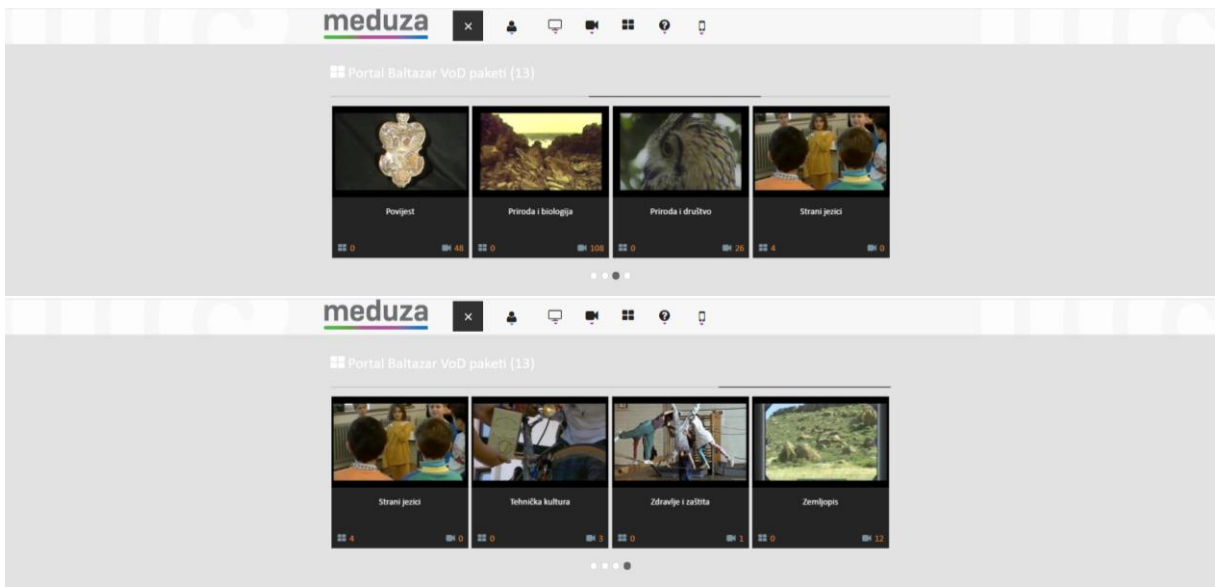 meduza
Portal Baltazar VoD paketi (13)
Povijest
Priroda i biologija
Priroda i društvo
Strani jezici
0 48
0 108
0 26
4 0
meduza
Portal Baltazar VoD paketi (13)
Strani jezici
Tehnička kultura
Zdravlje i zaštita
Zemljopis
4 0
0 3
0 1
0 12